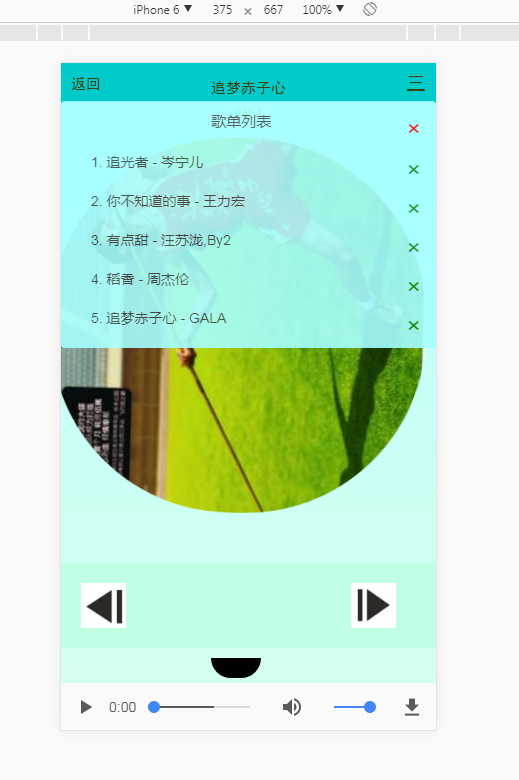 iPhone 6 ▼ 375 × 667 100% ▼
返回 追梦赤子心 三
歌单列表 ×
1. 追光者 - 岑宁儿 ×
2. 你不知道的事 - 王力宏 ×
3. 有点甜 - 汪苏泷,By2 ×
4. 稻香 - 周杰伦 ×
5. 追梦赤子心 - GALA ×
0:00